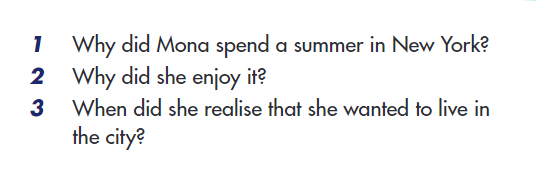 1 Why did Mona spend a summer in New York?
2 Why did she enjoy it?
3 When did she realise that she wanted to live in
the city?